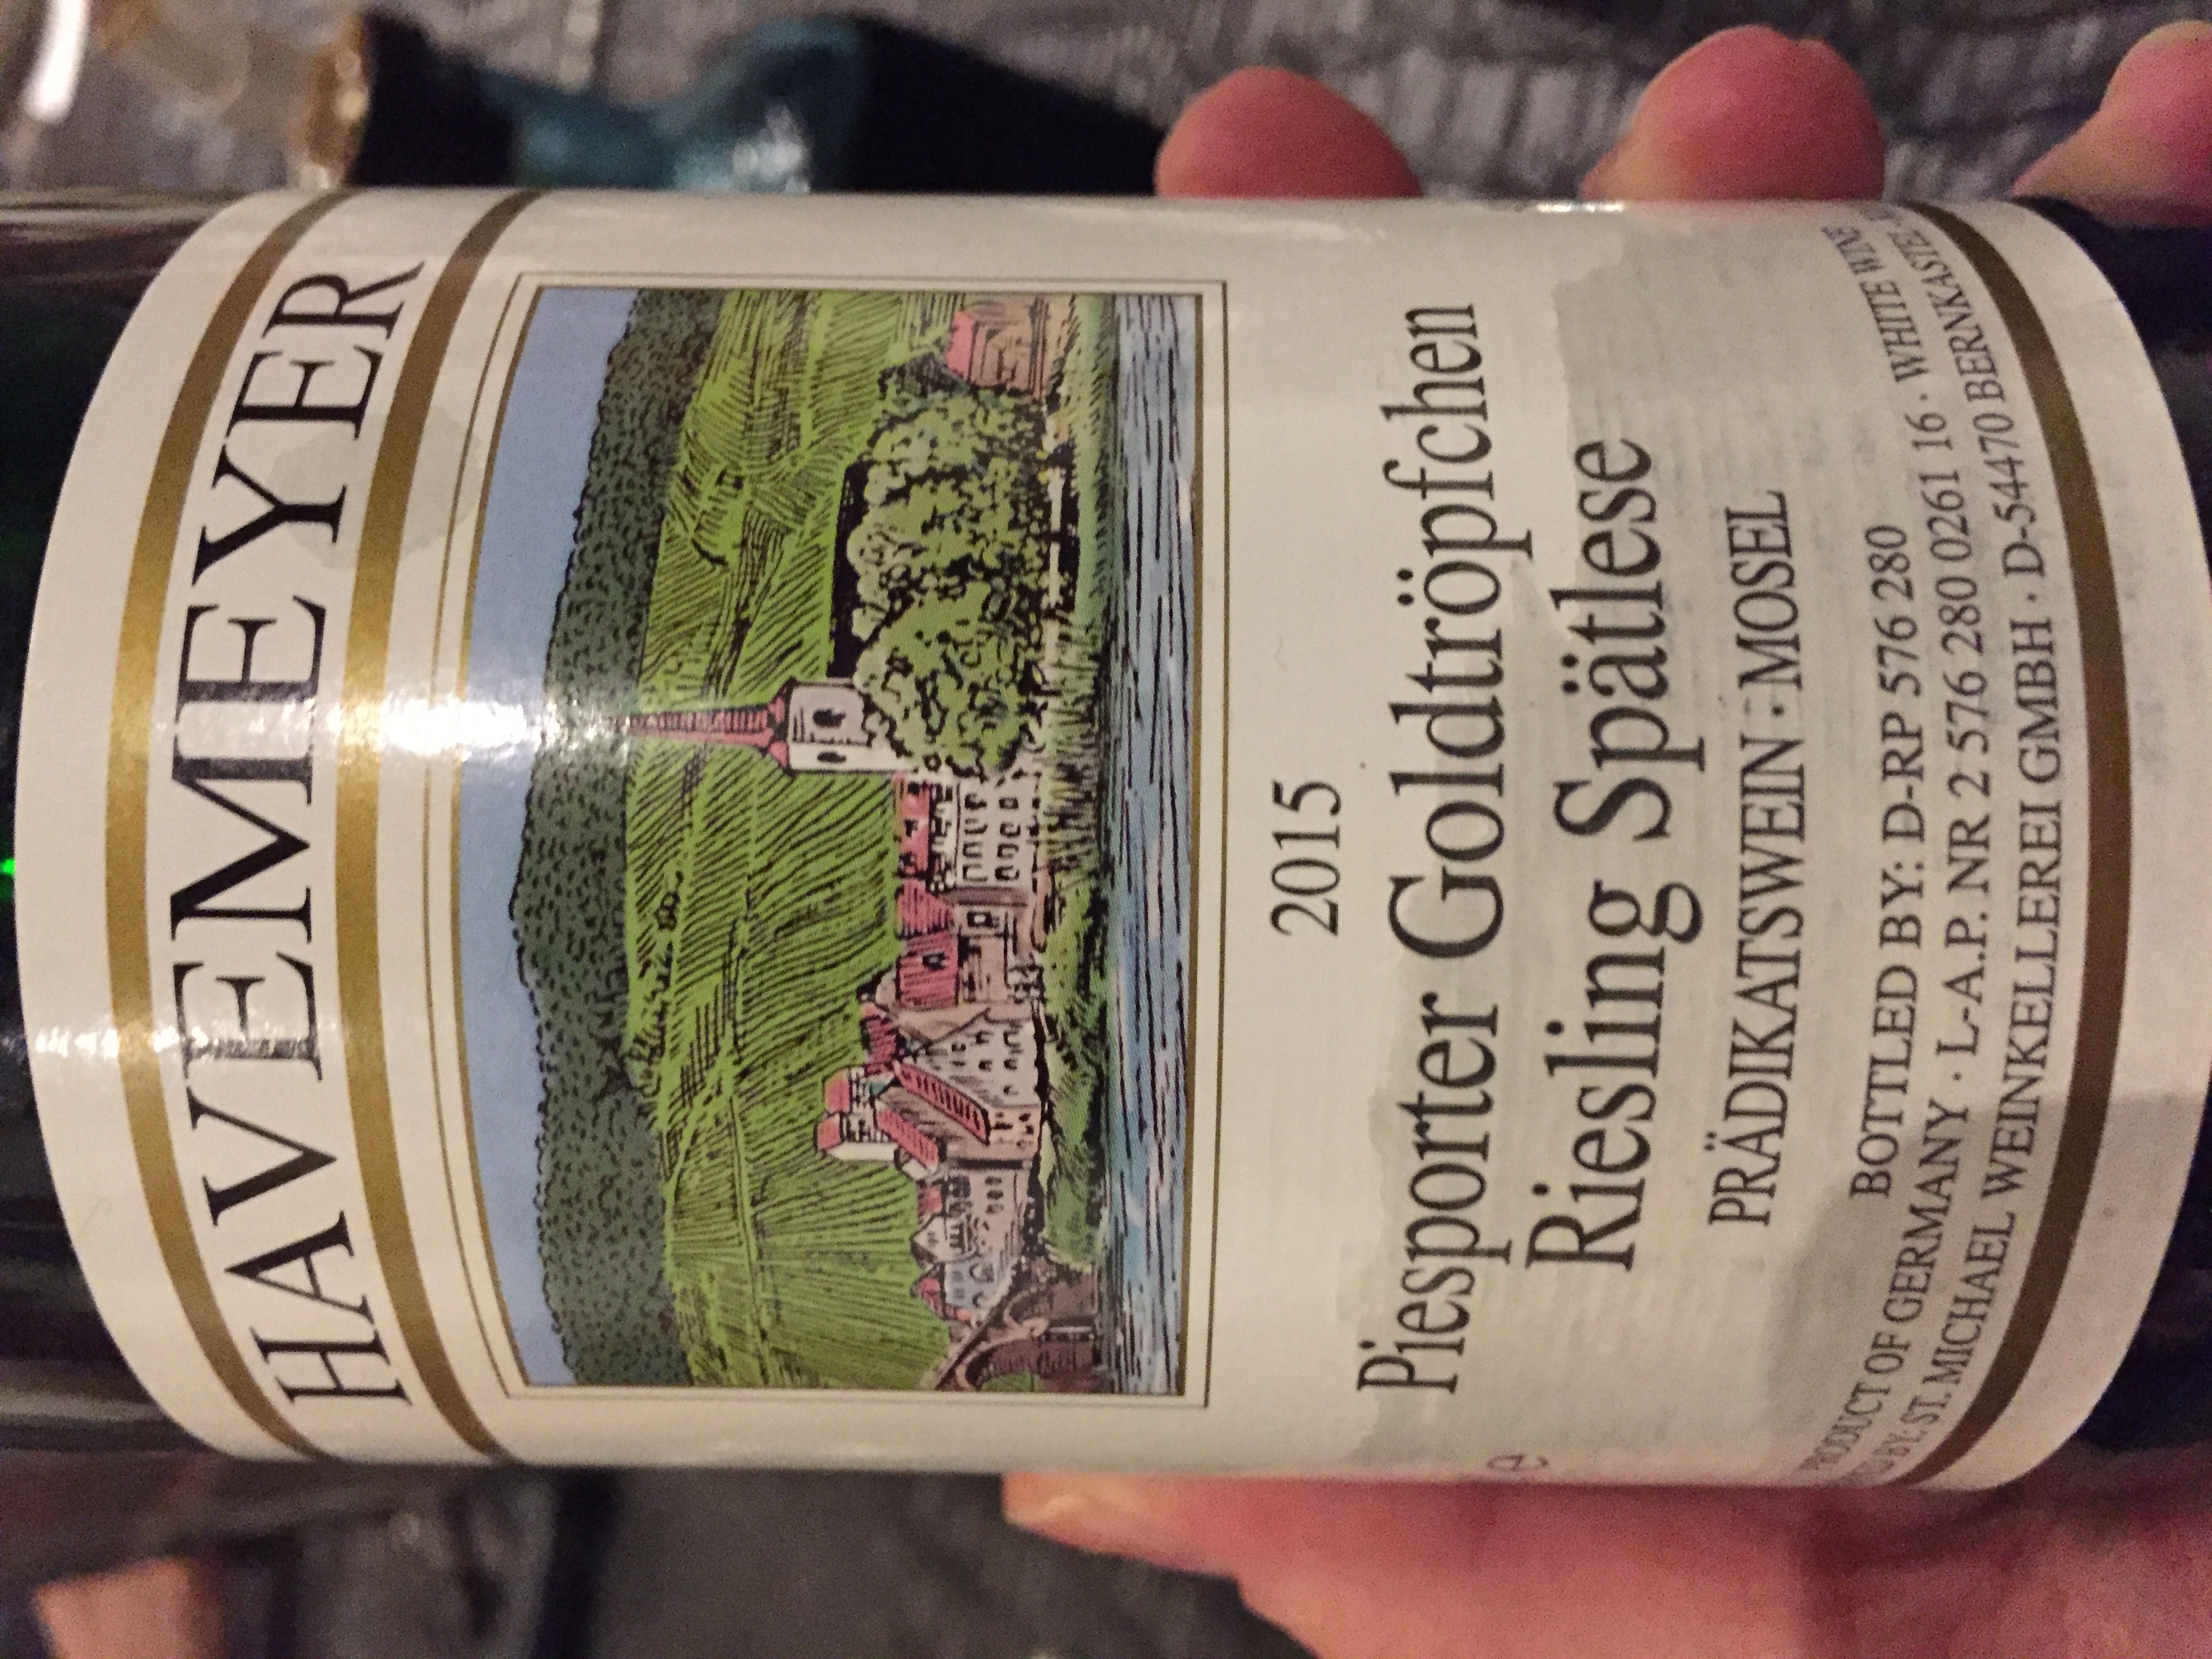 HAVEMEYER
2015
Piesporter Goldtröpfchen
Riesling Spätlese
PRÄDIKATSWEIN · MOSEL
BOTTLED BY: D-RP 576 280
PRODUCT OF GERMANY · L-A.P. NR 2 576 280 0261 16 · WHITE WINE
BY: ST. MICHAEL WEINKELLEREI GMBH · D-54470 BERNKASTEL-
e